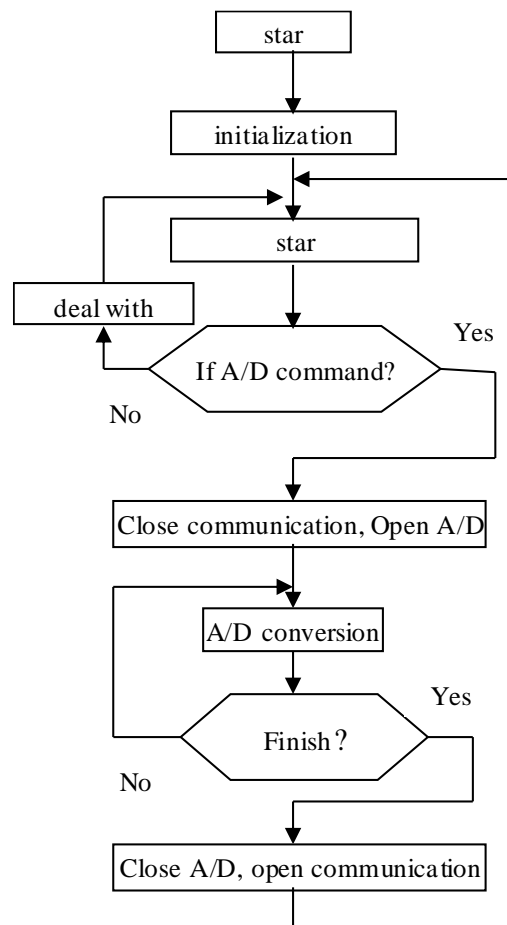 star
initialization
star
deal with
Yes
If A/D command?
No
Close communication, Open A/D
A/D conversion
Yes
Finish？
No
Close A/D, open communication